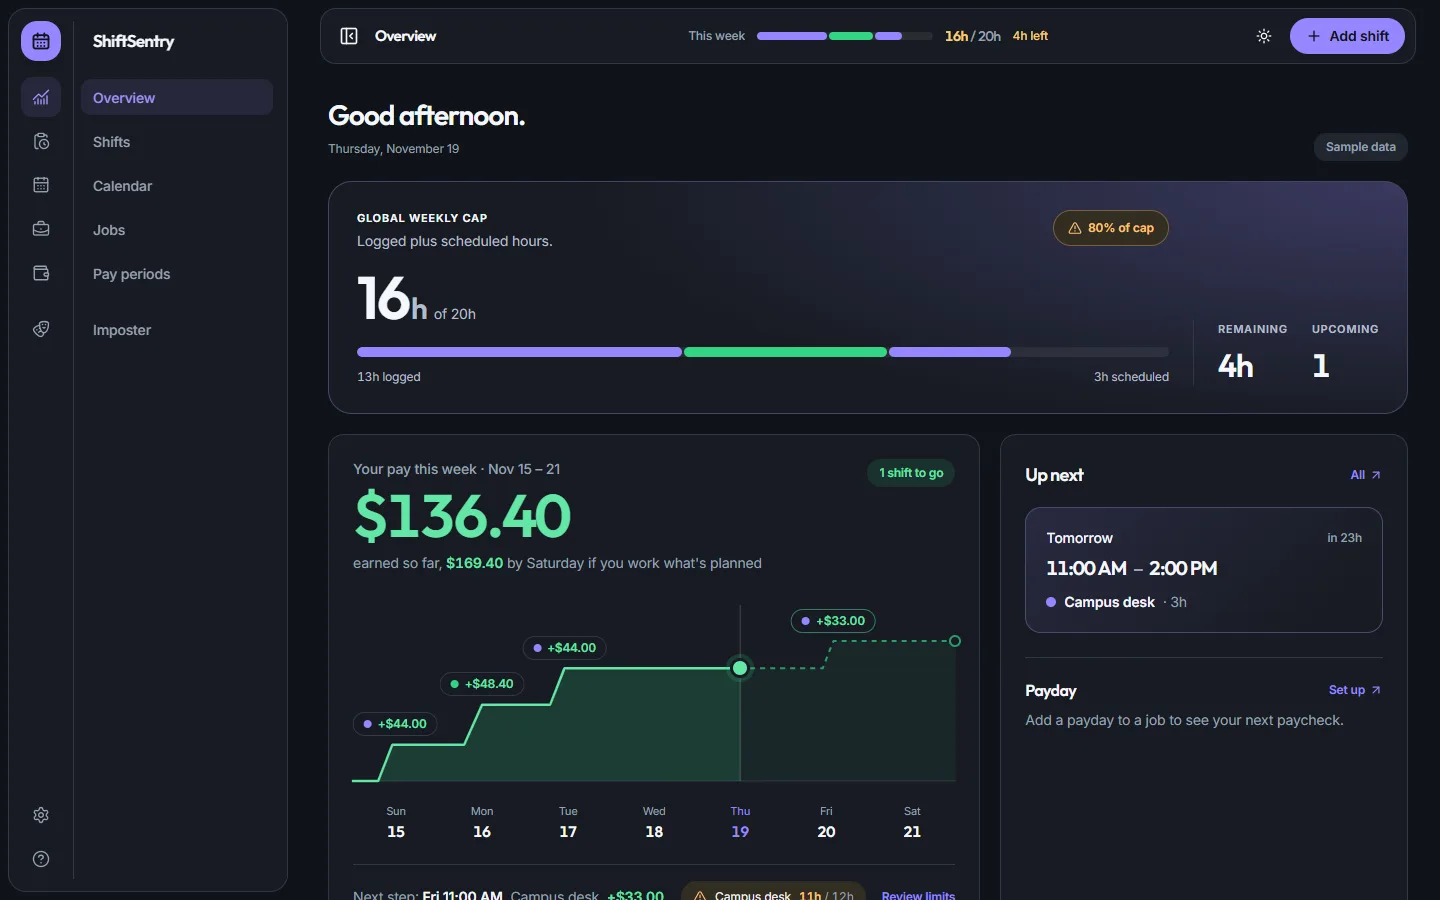 ShiftSentry
Overview
Shifts
Calendar
Jobs
Pay periods
Imposter
Overview
This week 16h / 20h 4h left
+ Add shift
Good afternoon.
Thursday, November 19
Sample data
GLOBAL WEEKLY CAP
Logged plus scheduled hours.
80% of cap
16h of 20h
13h logged
3h scheduled
REMAINING
4h
UPCOMING
1
Your pay this week · Nov 15 – 21
1 shift to go
$136.40
earned so far, $169.40 by Saturday if you work what's planned
+$44.00
+$48.40
+$44.00
+$33.00
Sun Mon Tue Wed Thu Fri Sat
15 16 17 18 19 20 21
Next step: Fri 11:00 AM Campus desk +$33.00
Campus desk 11h / 12h
Review limits
Up next
All
Tomorrow
in 23h
11:00 AM – 2:00 PM
Campus desk · 3h
Payday
Set up
Add a payday to a job to see your next paycheck.